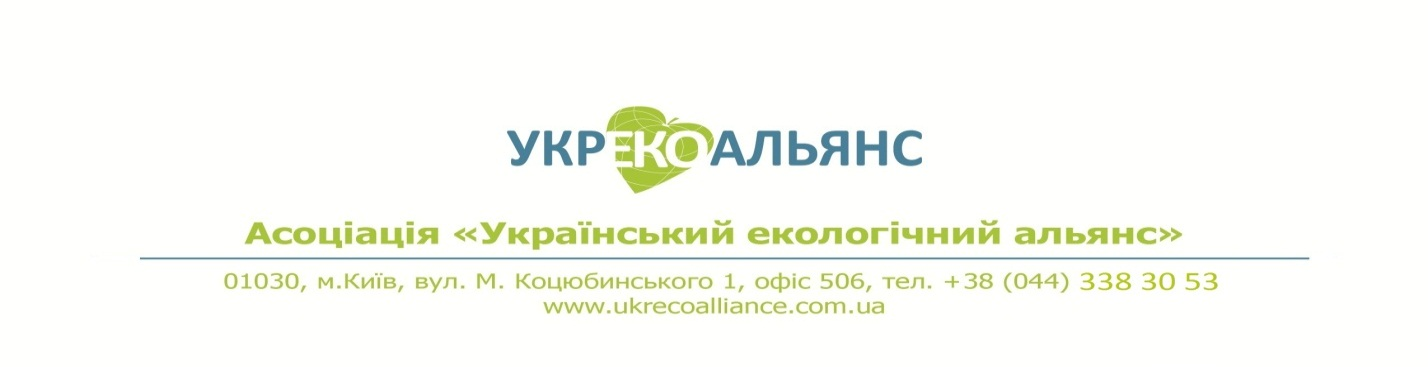 УКРЕКОАЛЬЯНС
Асоціація «Український екологічний альянс»
01030, м.Київ, вул. М. Коцюбинського 1, офіс 506, тел. +38 (044) 338 30 53
www.ukrecoalliance.com.ua